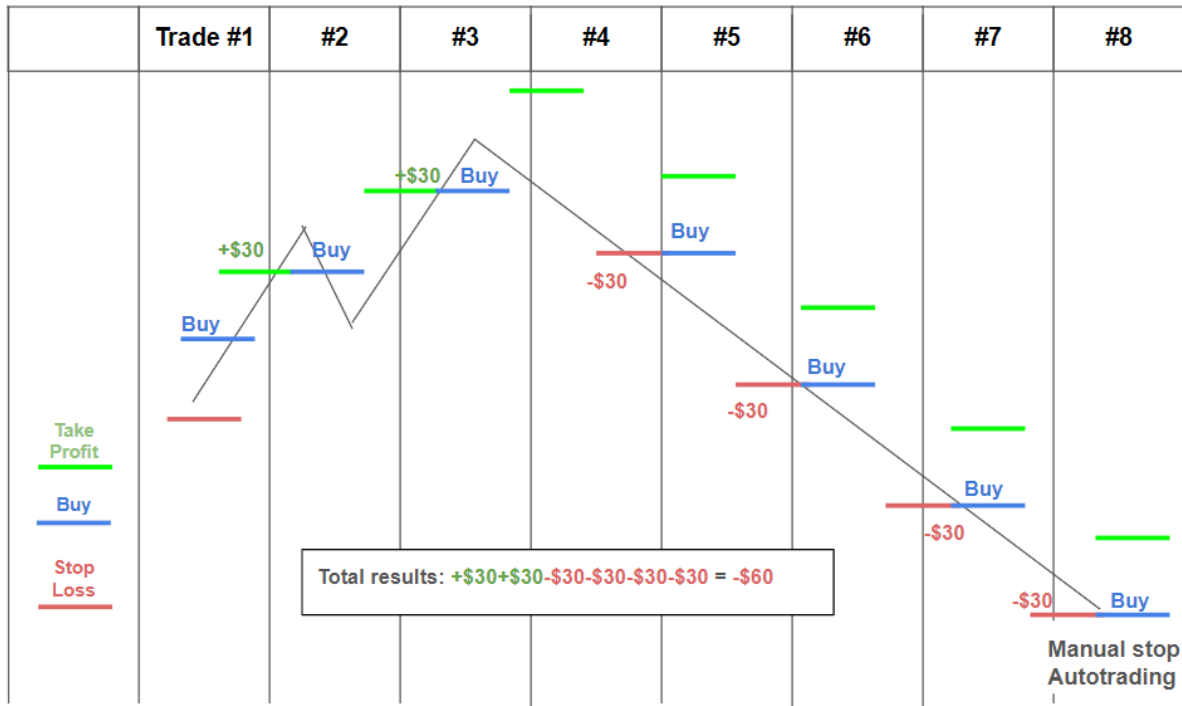 Trade #1 #2 #3 #4 #5 #6 #7 #8
+$30 Buy
+$30 Buy
Buy
-$30
Buy
Buy
-$30
Take
Profit
Buy
-$30
Buy
Stop
Loss
Total results: +$30+$30-$30-$30-$30-$30 = -$60
-$30 Buy
Manual stop
Autotrading